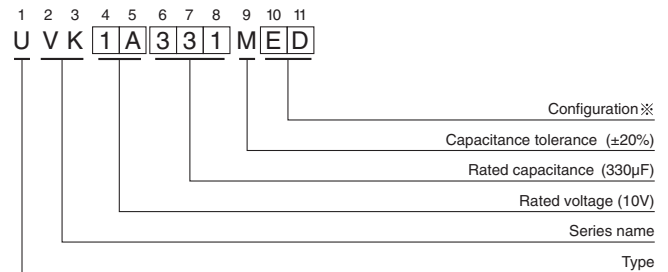 1 2 3 4 5 6 7 8 9 10 11
U V K 1 A 3 3 1 M E D
Configuration※
Capacitance tolerance (±20%)
Rated capacitance (330µF)
Rated voltage (10V)
Series name
Type